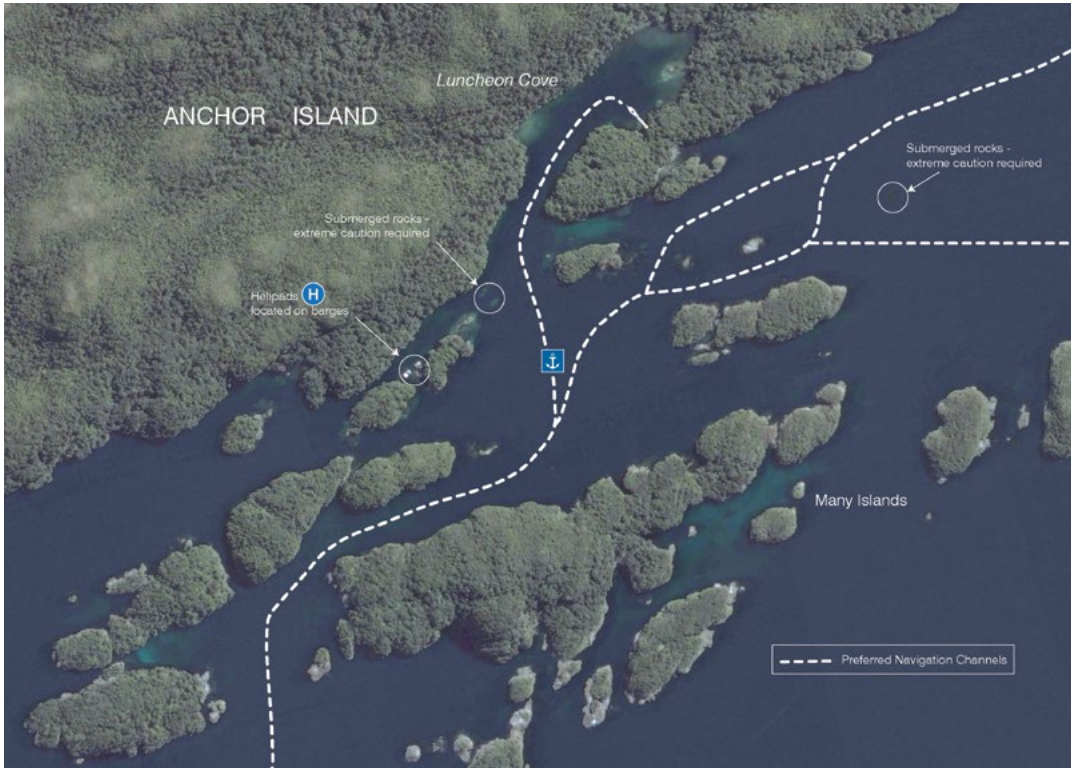 Luncheon Cove
ANCHOR ISLAND
Submerged rocks -
extreme caution required
Submerged rocks -
extreme caution required
Helipads H
located on barges
Many Islands
Preferred Navigation Channels